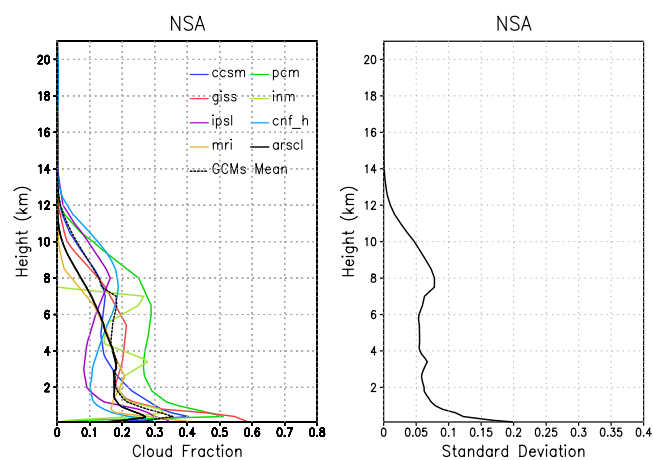 NSA
20
18
16
14
12
10
8
6
4
2
Height (km)
ccsm
pcm
giss
inm
ipsl
cnf_h
mri
arscl
GCMs Mean
0 0.1 0.2 0.3 0.4 0.5 0.6 0.7 0.8
Cloud Fraction
NSA
20
18
16
14
12
10
8
6
4
2
Height (km)
0 0.05 0.1 0.15 0.2 0.25 0.3 0.35 0.4
Standard Deviation